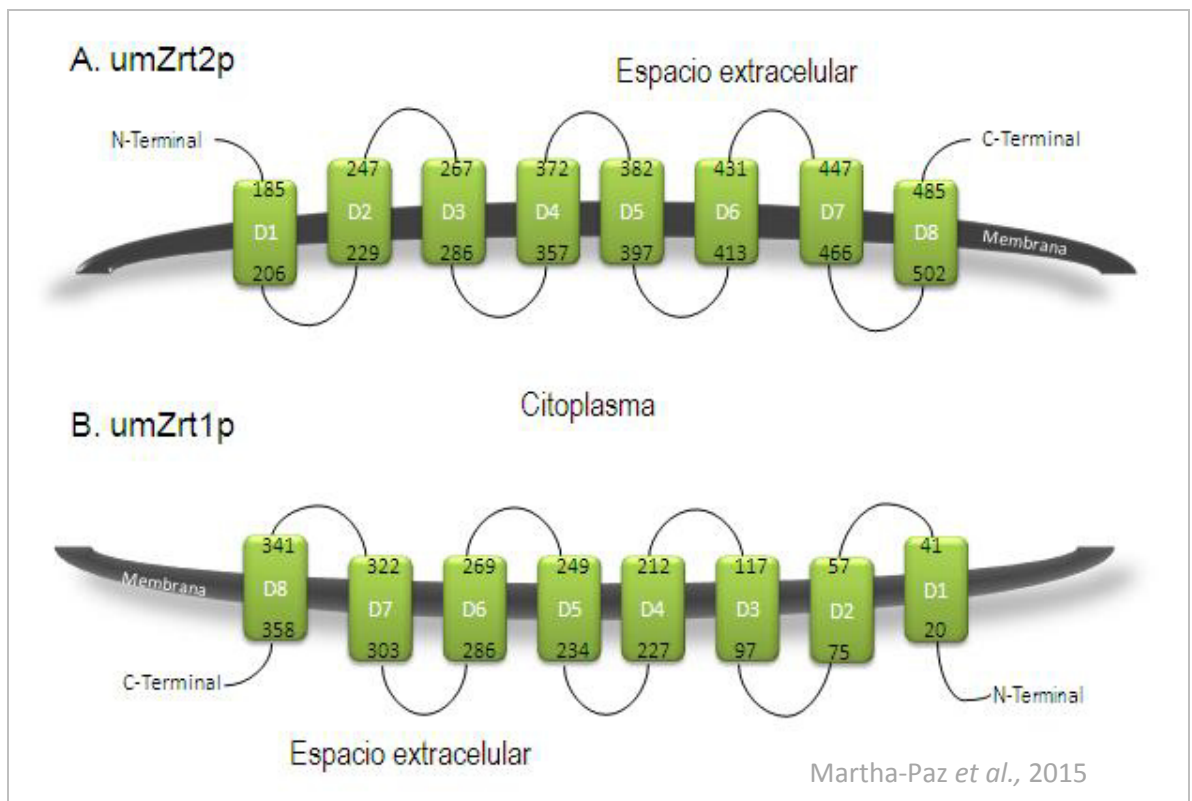 A. umZrt2p
Espacio extracelular
N-Terminal
C-Terminal
185 247 267 372 382 431 447 485
D1 D2 D3 D4 D5 D6 D7 D8
Membrana
206 229 286 357 397 413 466 502
Citoplasma
B. umZrt1p
341 322 269 249 212 117 57 41
Membrana
D8 D7 D6 D5 D4 D3 D2 D1
358 303 286 234 227 97 75 20
C-Terminal
N-Terminal
Espacio extracelular
Martha-Paz et al., 2015